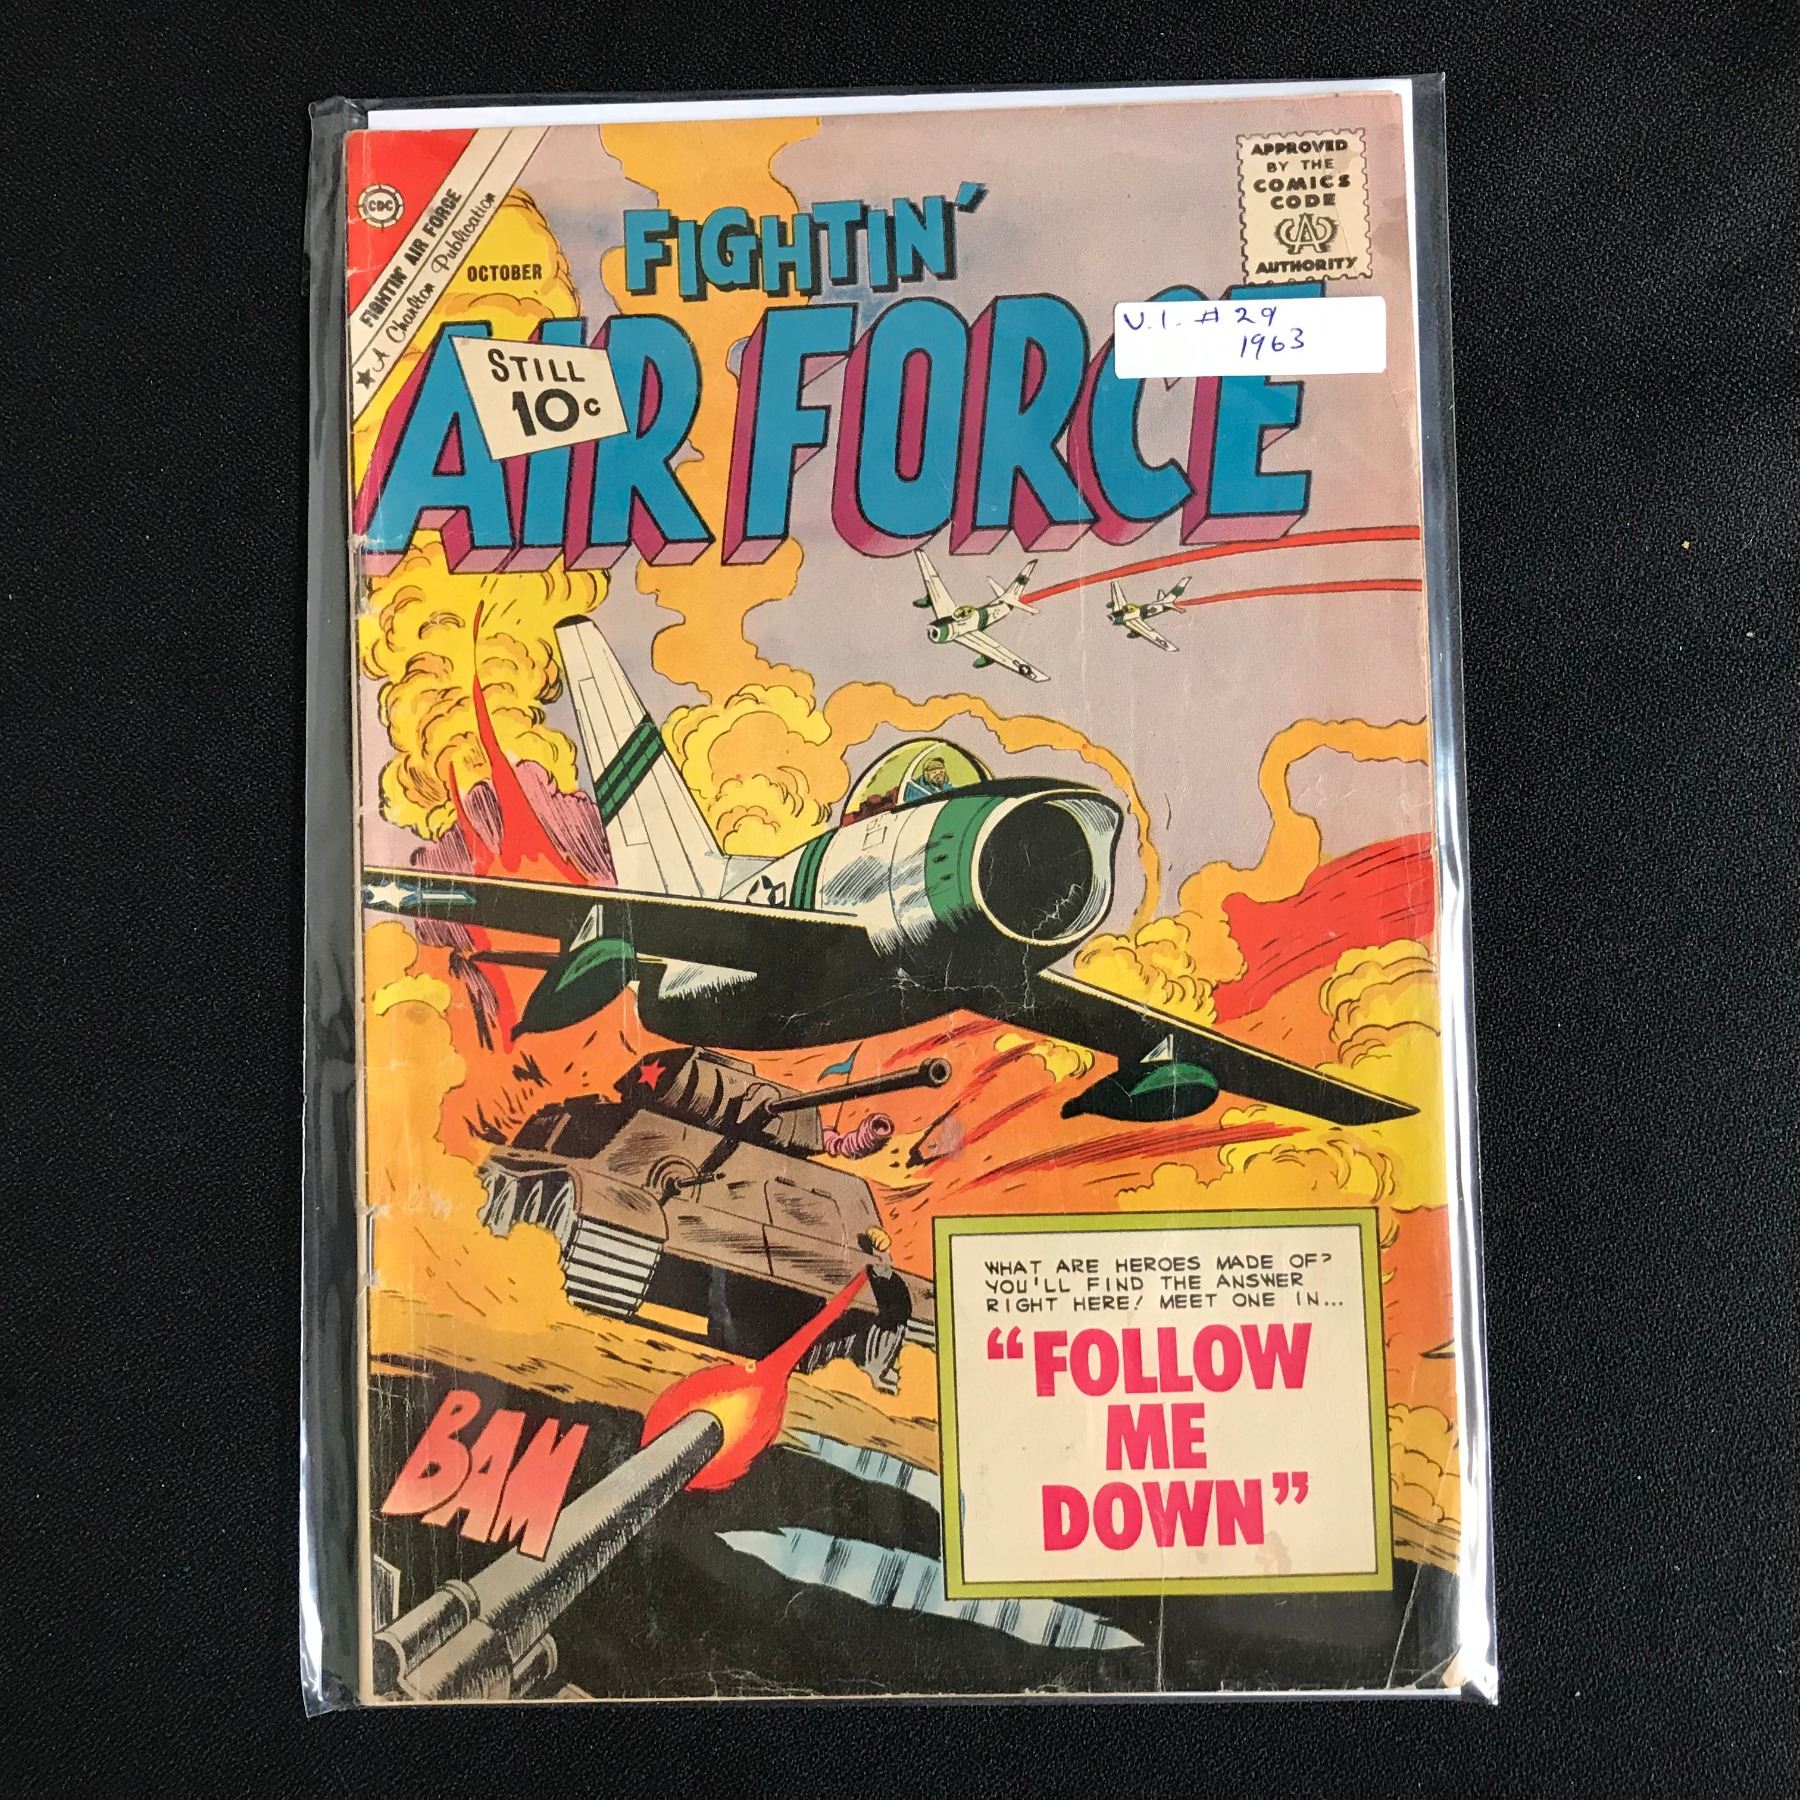 CDC
FIGHTIN' AIR FORCE
★ A Charlton Publication
OCTOBER
FIGHTIN'
AIR FORCE
STILL
10c
APPROVED
BY THE
COMICS
CODE
CA
AUTHORITY
V.1. # 29
1963
WHAT ARE HEROES MADE OF?
YOU'LL FIND THE ANSWER
RIGHT HERE! MEET ONE IN...
"FOLLOW
ME
DOWN"
BAM